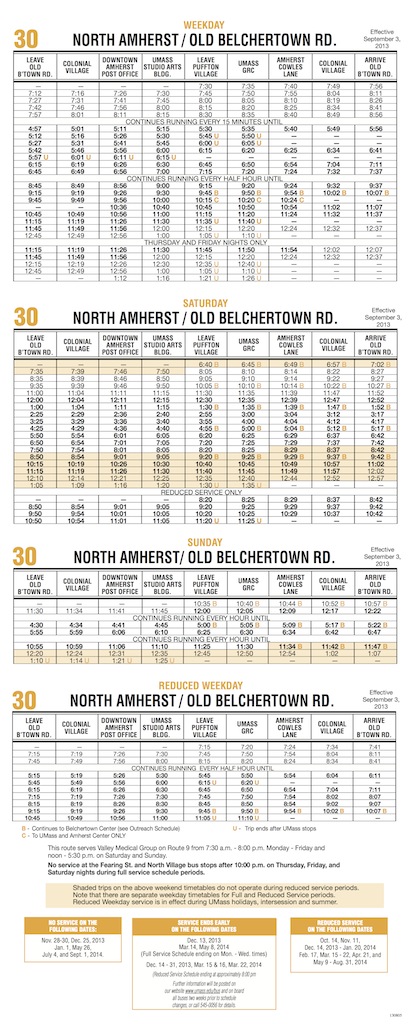 WEEKDAY
30 NORTH AMHERST / OLD BELCHERTOWN RD. Effective September 3, 2013
LEAVE OLD B'TOWN RD. COLONIAL VILLAGE DOWNTOWN AMHERST POST OFFICE UMASS STUDIO ARTS BLDG. LEAVE PUFFTON VILLAGE UMASS GRC AMHERST COWLES LANE COLONIAL VILLAGE ARRIVE OLD B'TOWN RD.
— — — — 7:30 7:35 7:40 7:49 7:56
7:12 7:16 7:26 7:30 7:45 7:50 7:55 8:04 8:11
7:27 7:31 7:41 7:45 8:00 8:05 8:10 8:19 8:26
7:42 7:46 7:56 8:00 8:15 8:20 8:25 8:34 8:41
7:57 8:01 8:11 8:15 8:30 8:35 8:40 8:49 8:56
CONTINUES RUNNING EVERY 15 MINUTES UNTIL
4:57 5:01 5:11 5:15 5:30 5:35 5:40 5:49 5:56
5:12 5:16 5:26 5:30 5:45 U 5:50 U — — —
5:27 5:31 5:41 5:45 6:00 U 6:05 U — — —
5:42 5:46 5:56 6:00 6:15 6:20 6:25 6:34 6:41
5:57 U 6:01 U 6:11 U 6:15 U — — — — —
6:15 6:19 6:26 6:30 6:45 6:50 6:54 7:04 7:11
6:45 6:49 6:56 7:00 7:15 7:20 7:24 7:32 7:37
CONTINUES RUNNING EVERY HALF HOUR UNTIL
8:45 8:49 8:56 9:00 9:15 9:20 9:24 9:32 9:37
9:15 9:19 9:26 9:30 9:45 B 9:50 B 9:54 B 10:02 B 10:07 B
9:45 9:49 9:56 10:00 10:15 C 10:20 C 10:24 C — —
— — 10:36 10:40 10:45 10:50 10:54 11:02 11:07
10:45 10:49 10:56 11:00 11:15 11:20 11:24 11:32 11:37
11:15 11:19 11:26 11:30 11:35 U 11:40 U — — —
11:45 11:49 11:56 12:00 12:15 12:20 12:24 12:32 12:37
12:45 12:49 12:56 1:00 1:05 U 1:10 U — — —
THURSDAY AND FRIDAY NIGHTS ONLY
11:15 11:19 11:26 11:30 11:45 11:50 11:54 12:02 12:07
11:45 11:49 11:56 12:00 12:15 12:20 12:24 12:32 12:37
12:15 12:19 12:26 12:30 12:35 U 12:40 U — — —
12:45 12:49 12:56 1:00 1:05 U 1:10 U — — —
— — 1:12 1:16 1:21 U 1:26 U — — —
SATURDAY
30 NORTH AMHERST / OLD BELCHERTOWN RD. Effective September 3, 2013
LEAVE OLD B'TOWN RD. COLONIAL VILLAGE DOWNTOWN AMHERST POST OFFICE UMASS STUDIO ARTS BLDG. LEAVE PUFFTON VILLAGE UMASS GRC AMHERST COWLES LANE COLONIAL VILLAGE ARRIVE OLD B'TOWN RD.
— — — — 6:40 B 6:45 B 6:49 B 6:57 B 7:02 B
7:35 7:39 7:46 7:50 8:05 8:10 8:14 8:22 8:27
8:35 8:39 8:46 8:50 9:05 9:10 9:14 9:22 9:27
9:35 9:39 9:46 9:50 10:05 B 10:10 B 10:14 B 10:22 B 10:27 B
11:00 11:04 11:11 11:15 11:30 11:35 11:39 11:47 11:52
12:00 12:04 12:11 12:15 12:30 12:35 12:39 12:47 12:52
1:00 1:04 1:11 1:15 1:30 B 1:35 B 1:39 B 1:47 B 1:52 B
2:25 2:29 2:36 2:40 2:55 3:00 3:04 3:12 3:17
3:25 3:29 3:36 3:40 3:55 4:00 4:04 4:12 4:17
4:25 4:29 4:36 4:40 4:55 B 5:00 B 5:04 B 5:12 B 5:17 B
5:50 5:54 6:01 6:05 6:20 6:25 6:29 6:37 6:42
6:50 6:54 7:01 7:05 7:20 7:25 7:29 7:37 7:42
7:50 7:54 8:01 8:05 8:20 8:25 8:29 8:37 8:42
8:50 8:54 9:01 9:05 9:20 B 9:25 B 9:29 B 9:37 B 9:42 B
10:15 10:19 10:26 10:30 10:40 10:45 10:49 10:57 11:02
11:15 11:19 11:26 11:30 11:40 11:45 11:49 11:57 12:02
12:10 12:14 12:21 12:25 12:35 12:40 12:44 12:52 12:57
1:05 1:09 1:16 1:20 1:30 U 1:35 U — — —
REDUCED SERVICE ONLY
— — — — 8:20 8:25 8:29 8:37 8:42
8:50 8:54 9:01 9:05 9:20 9:25 9:29 9:37 9:42
9:50 9:54 10:01 10:05 10:20 10:25 10:29 10:37 10:42
10:50 10:54 11:01 11:05 11:20 U 11:25 U — — —
SUNDAY
30 NORTH AMHERST/ OLD BELCHERTOWN RD. Effective September 3, 2013
LEAVE OLD B'TOWN RD. COLONIAL VILLAGE DOWNTOWN AMHERST POST OFFICE UMASS STUDIO ARTS BLDG. LEAVE PUFFTON VILLAGE UMASS GRC AMHERST COWLES LANE COLONIAL VILLAGE ARRIVE OLD B'TOWN RD.
— — — — 10:35 B 10:40 B 10:44 B 10:52 B 10:57 B
11:30 11:34 11:41 11:45 12:00 12:05 12:09 12:17 12:22
CONTINUES RUNNING EVERY HOUR UNTIL
4:30 4:34 4:41 4:45 5:00 B 5:05 B 5:09 B 5:17 B 5:22 B
5:55 5:59 6:06 6:10 6:25 6:30 6:34 6:42 6:47
CONTINUES RUNNING EVERY HOUR UNTIL
10:55 10:59 11:06 11:10 11:25 11:30 11:34 B 11:42 B 11:47 B
12:20 12:24 12:31 12:35 12:45 12:50 12:54 1:02 1:07
1:10 U 1:14 U 1:21 U 1:25 U — — — — —
REDUCED WEEKDAY
30 NORTH AMHERST/ OLD BELCHERTOWN RD. Effective September 3, 2013
LEAVE OLD B'TOWN RD. COLONIAL VILLAGE DOWNTOWN AMHERST POST OFFICE UMASS STUDIO ARTS BLDG. LEAVE PUFFTON VILLAGE UMASS GRC AMHERST COWLES LANE COLONIAL VILLAGE ARRIVE OLD B'TOWN RD.
— — — — 7:15 7:20 7:24 7:34 7:41
7:15 7:19 7:26 7:30 7:45 7:50 7:54 8:04 8:11
7:45 7:49 7:56 8:00 8:15 8:20 8:24 8:34 8:41
CONTINUES RUNNING EVERY HALF HOUR UNTIL
5:15 5:19 5:26 5:30 5:45 5:50 5:54 6:04 6:11
5:45 5:49 5:56 6:00 6:15 U 6:20 U — — —
6:15 6:19 6:26 6:30 6:45 6:50 6:54 7:04 7:11
7:15 7:19 7:26 7:30 7:45 7:50 7:54 8:02 8:07
8:15 8:19 8:26 8:30 8:45 8:50 8:54 9:02 9:07
9:15 9:19 9:26 9:30 9:45 B 9:50 B 9:54 B 10:02 B 10:07 B
10:45 10:49 10:56 11:00 11:05 U 11:10 U — — —
B - Continues to Belchertown Center (see Outreach Schedule) U - Trip ends after UMass stops
C - To UMass and Amherst Center ONLY
This route serves Valley Medical Group on Route 9 from 7:30 a.m. - 8:00 p.m. Monday - Friday and
noon - 5:30 p.m. on Saturday and Sunday.
No service at the Fearing St. and North Village bus stops after 10:00 p.m. on Thursday, Friday, and
Saturday nights during full service schedule periods.
Shaded trips on the above weekend timetables do not operate during reduced service periods.
Note that there are separate weekday timetables for Full and Reduced Service periods.
Reduced Weekday service is in effect during UMass holidays, intersession and summer.
NO SERVICE ON THE FOLLOWING DATES:
Nov. 28-30, Dec. 25, 2013
Jan. 1, May 26,
July 4, and Sept. 1, 2014.
SERVICE ENDS EARLY ON THE FOLLOWING DATES
Dec. 13, 2013
Mar. 14, May 8, 2014
(Full Service Schedule ending on Mon. - Wed. times)
Dec. 14 - 31, 2013, Mar. 15 & 16, Mar. 22, 2014
(Reduced Service Schedule ending at approximately 8:00 pm
Further information will be posted on
our website www.umass.edu/bus and on board
all buses two weeks prior to schedule
changes, or call 545-0056 for details.
REDUCED SERVICE ON THE FOLLOWING DATES
Oct. 14, Nov. 11,
Dec. 14, 2013 - Jan. 20, 2014
Feb. 17, Mar. 15 - 22, Apr. 21, and
May 9 - Aug. 31, 2014